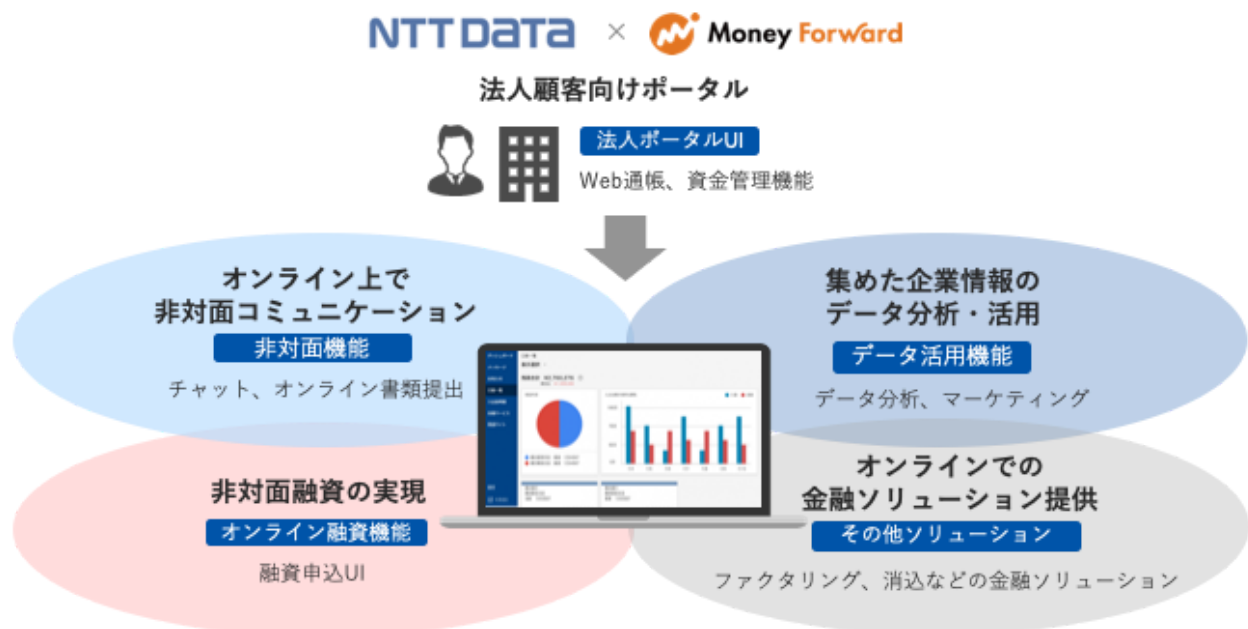 NTT DATA × Money Forward
法人顧客向けポータル
法人ポータルUI
Web通帳、資金管理機能
オンライン上で
非対面コミュニケーション
非対面機能
チャット、オンライン書類提出
集めた企業情報の
データ分析・活用
データ活用機能
データ分析、マーケティング
非対面融資の実現
オンライン融資機能
融資申込UI
オンラインでの
金融ソリューション提供
その他ソリューション
ファクタリング、消込などの金融ソリューション